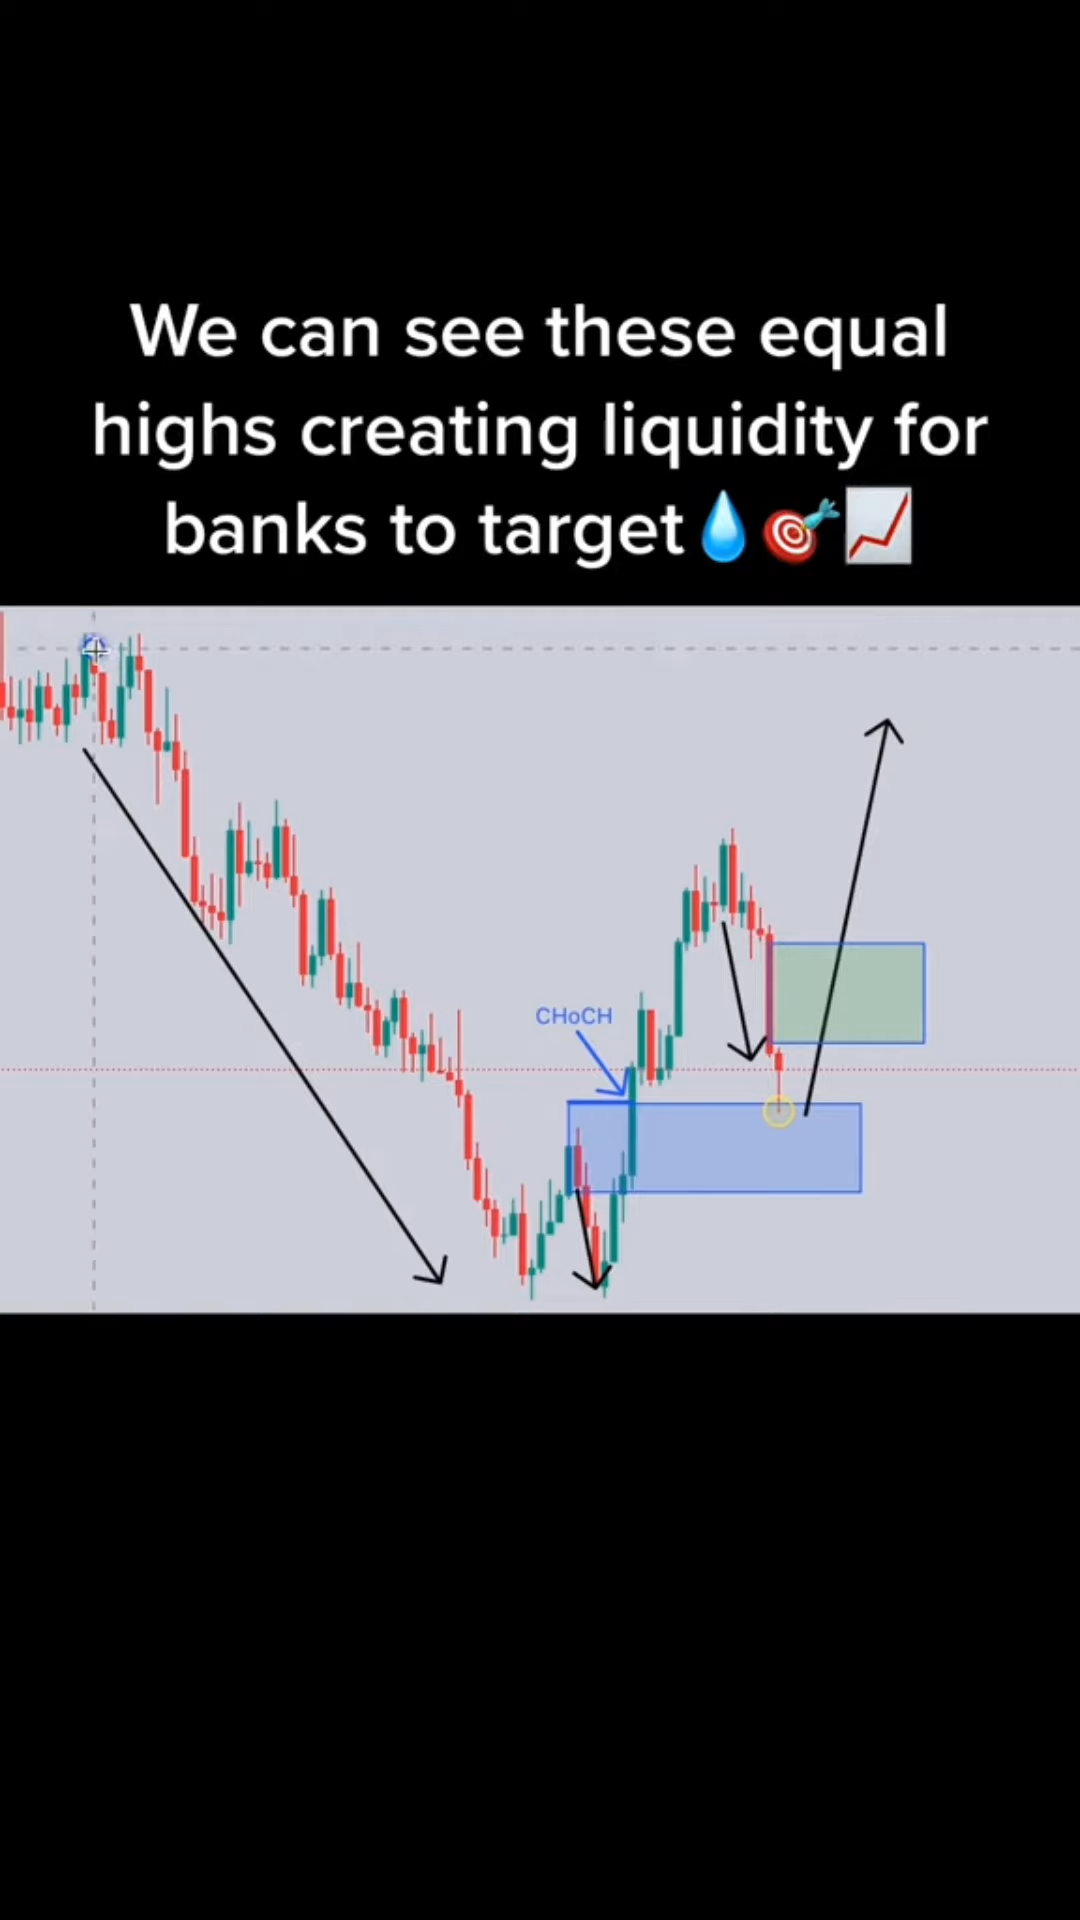 We can see these equal
highs creating liquidity for
banks to target💧🎯📈
CHoCH